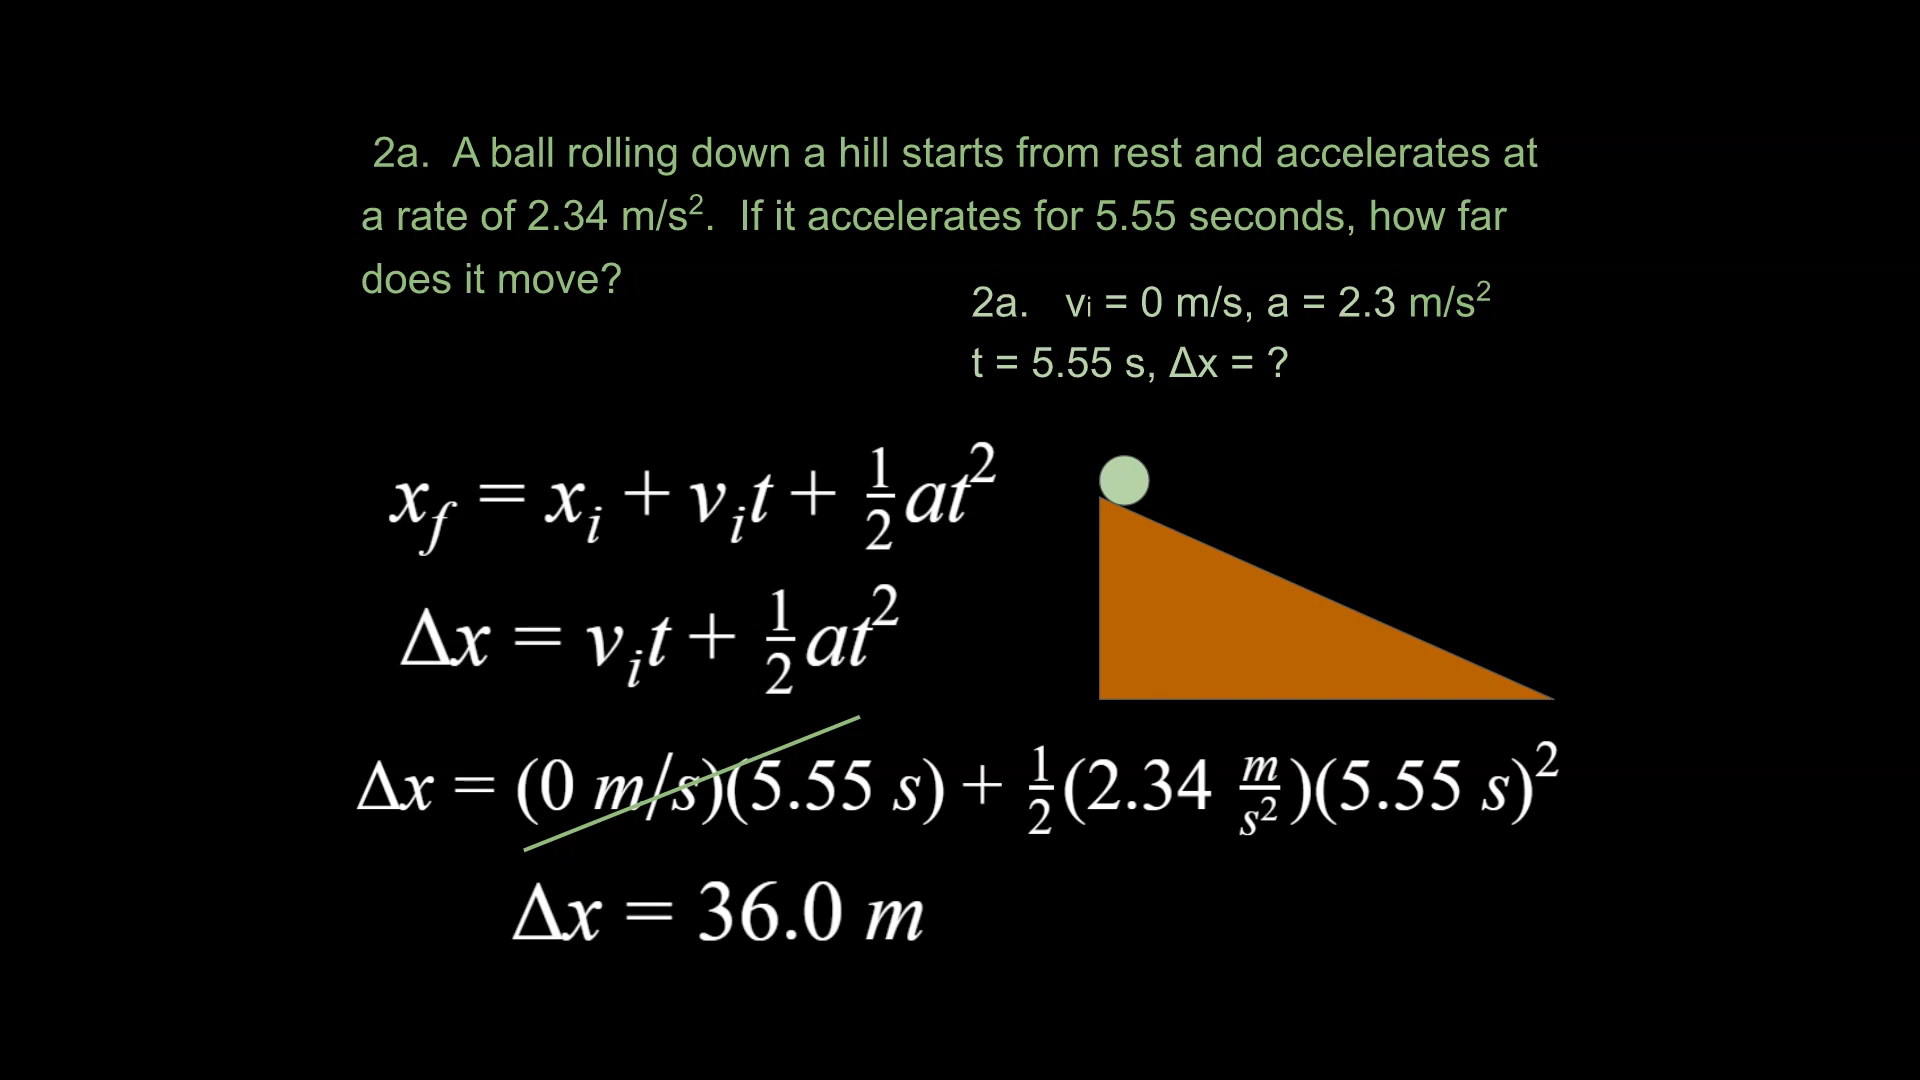 2a.  A ball rolling down a hill starts from rest and accelerates at
a rate of 2.34 m/s².  If it accelerates for 5.55 seconds, how far
does it move?
2a.   vᵢ = 0 m/s, a = 2.3 m/s²
t = 5.55 s, Δx = ?
x_f = x_i + v_i t + ½at²
Δx = v_i t + ½at²
Δx = (0 m/s)(5.55 s) + ½(2.34 m/s²)(5.55 s)²
Δx = 36.0 m